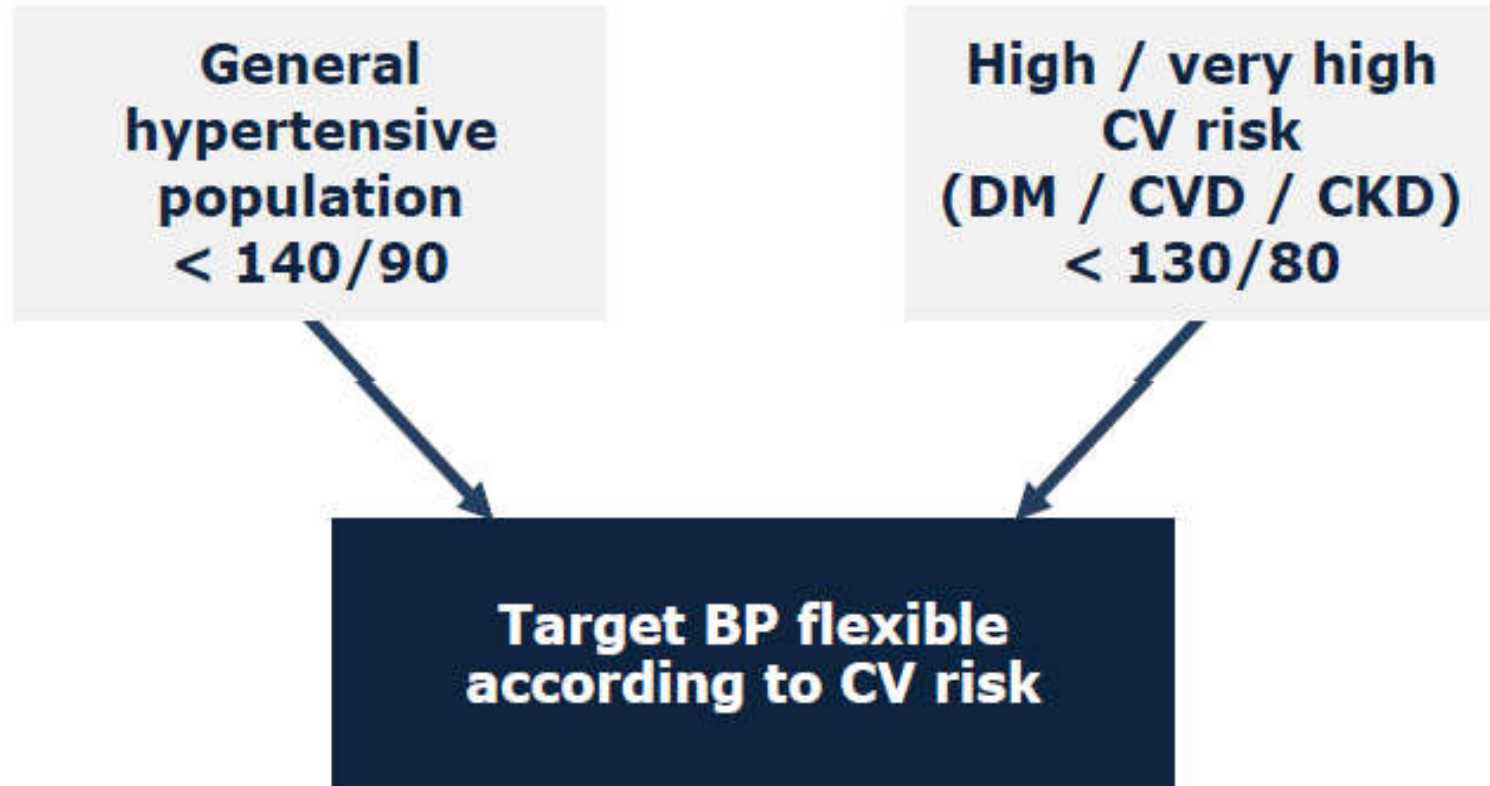 General
hypertensive
population
< 140/90
High / very high
CV risk
(DM / CVD / CKD)
< 130/80
Target BP flexible
according to CV risk